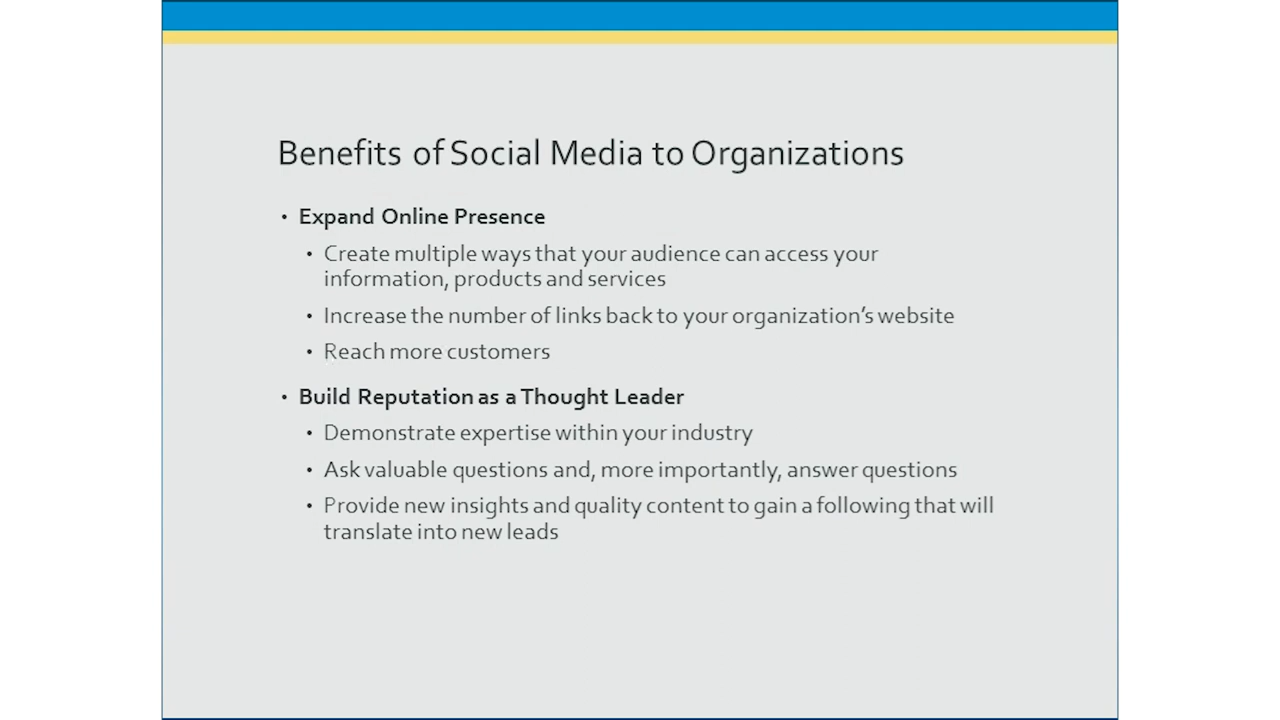 Benefits of Social Media to Organizations
• Expand Online Presence
• Create multiple ways that your audience can access your
information, products and services
• Increase the number of links back to your organization’s website
• Reach more customers
• Build Reputation as a Thought Leader
• Demonstrate expertise within your industry
• Ask valuable questions and, more importantly, answer questions
• Provide new insights and quality content to gain a following that will
translate into new leads